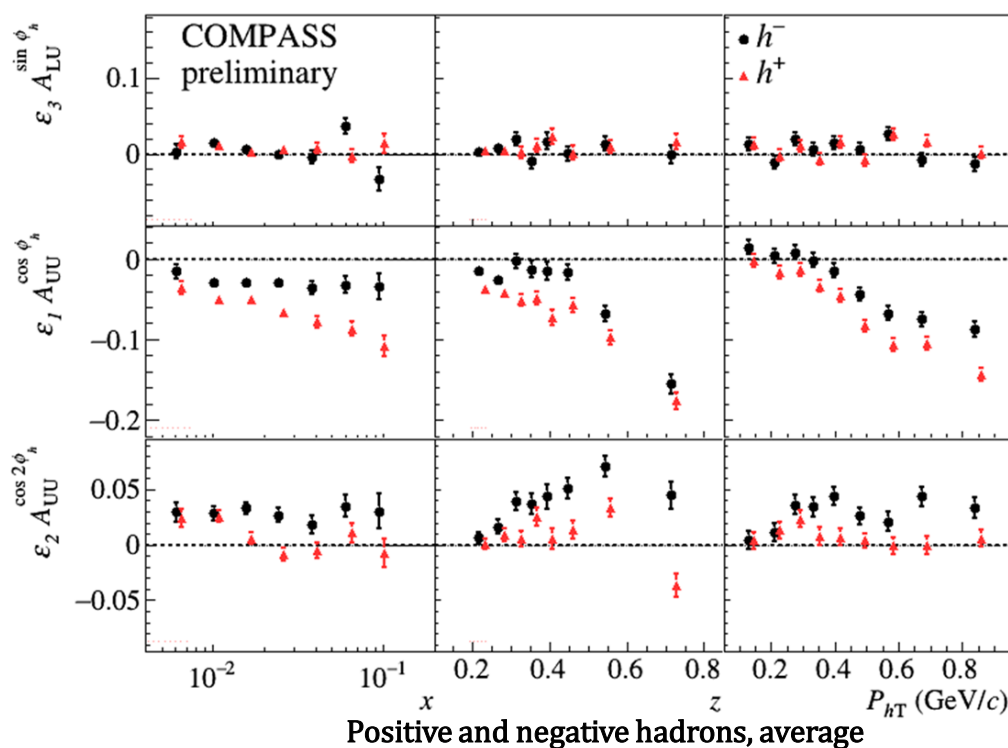 COMPASS
preliminary
h⁻
h⁺
ε₃ A_LU^sin ϕ_h
0.1
0
ε₁ A_UU^cos ϕ_h
0
−0.1
−0.2
ε₂ A_UU^cos 2ϕ_h
0.05
0
−0.05
10⁻² 10⁻¹ 0.2 0.4 0.6 0.8 0.2 0.4 0.6 0.8
x z P_hT (GeV/c)
Positive and negative hadrons, average